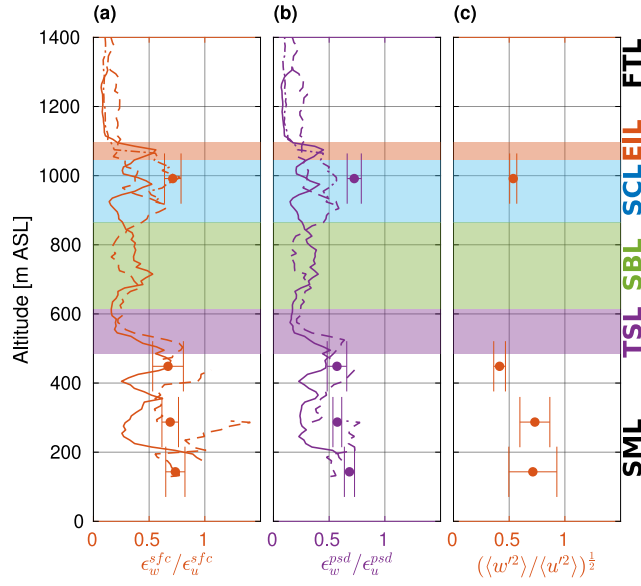 (a) (b) (c)
1400
1200
1000
800
600
400
200
0
Altitude [m ASL]
0 0.5 1
0 0.5 1
0 0.5 1
ϵ_w^{sfc}/ϵ_u^{sfc}
ϵ_w^{psd}/ϵ_u^{psd}
(⟨w'²⟩/⟨u'²⟩)^{1/2}
FTL
EIL
SCL
SBL
TSL
SML